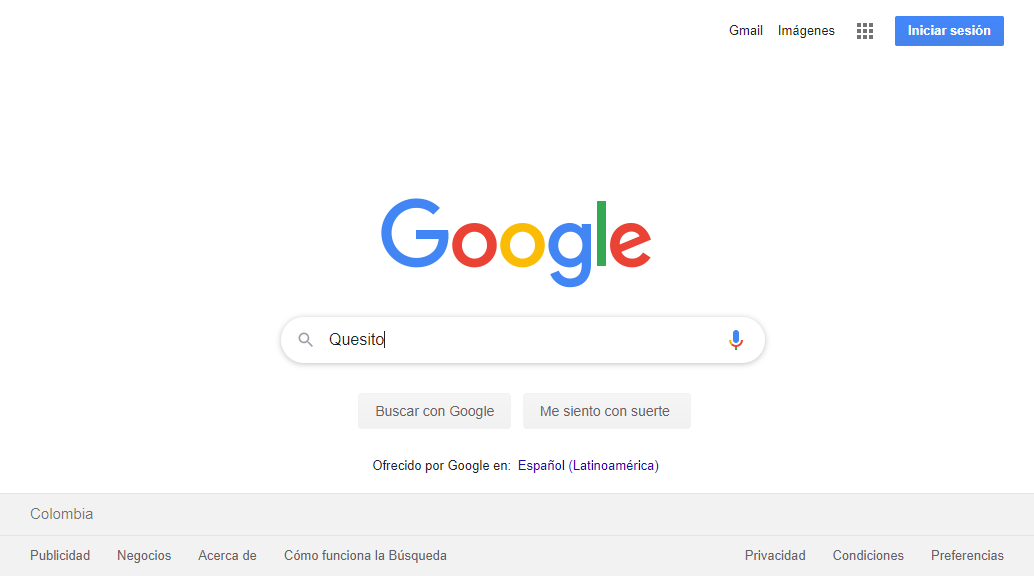 Gmail Imágenes Iniciar sesión
Google
Quesito
Buscar con Google Me siento con suerte
Ofrecido por Google en: Español (Latinoamérica)
Colombia
Publicidad Negocios Acerca de Cómo funciona la Búsqueda Privacidad Condiciones Preferencias